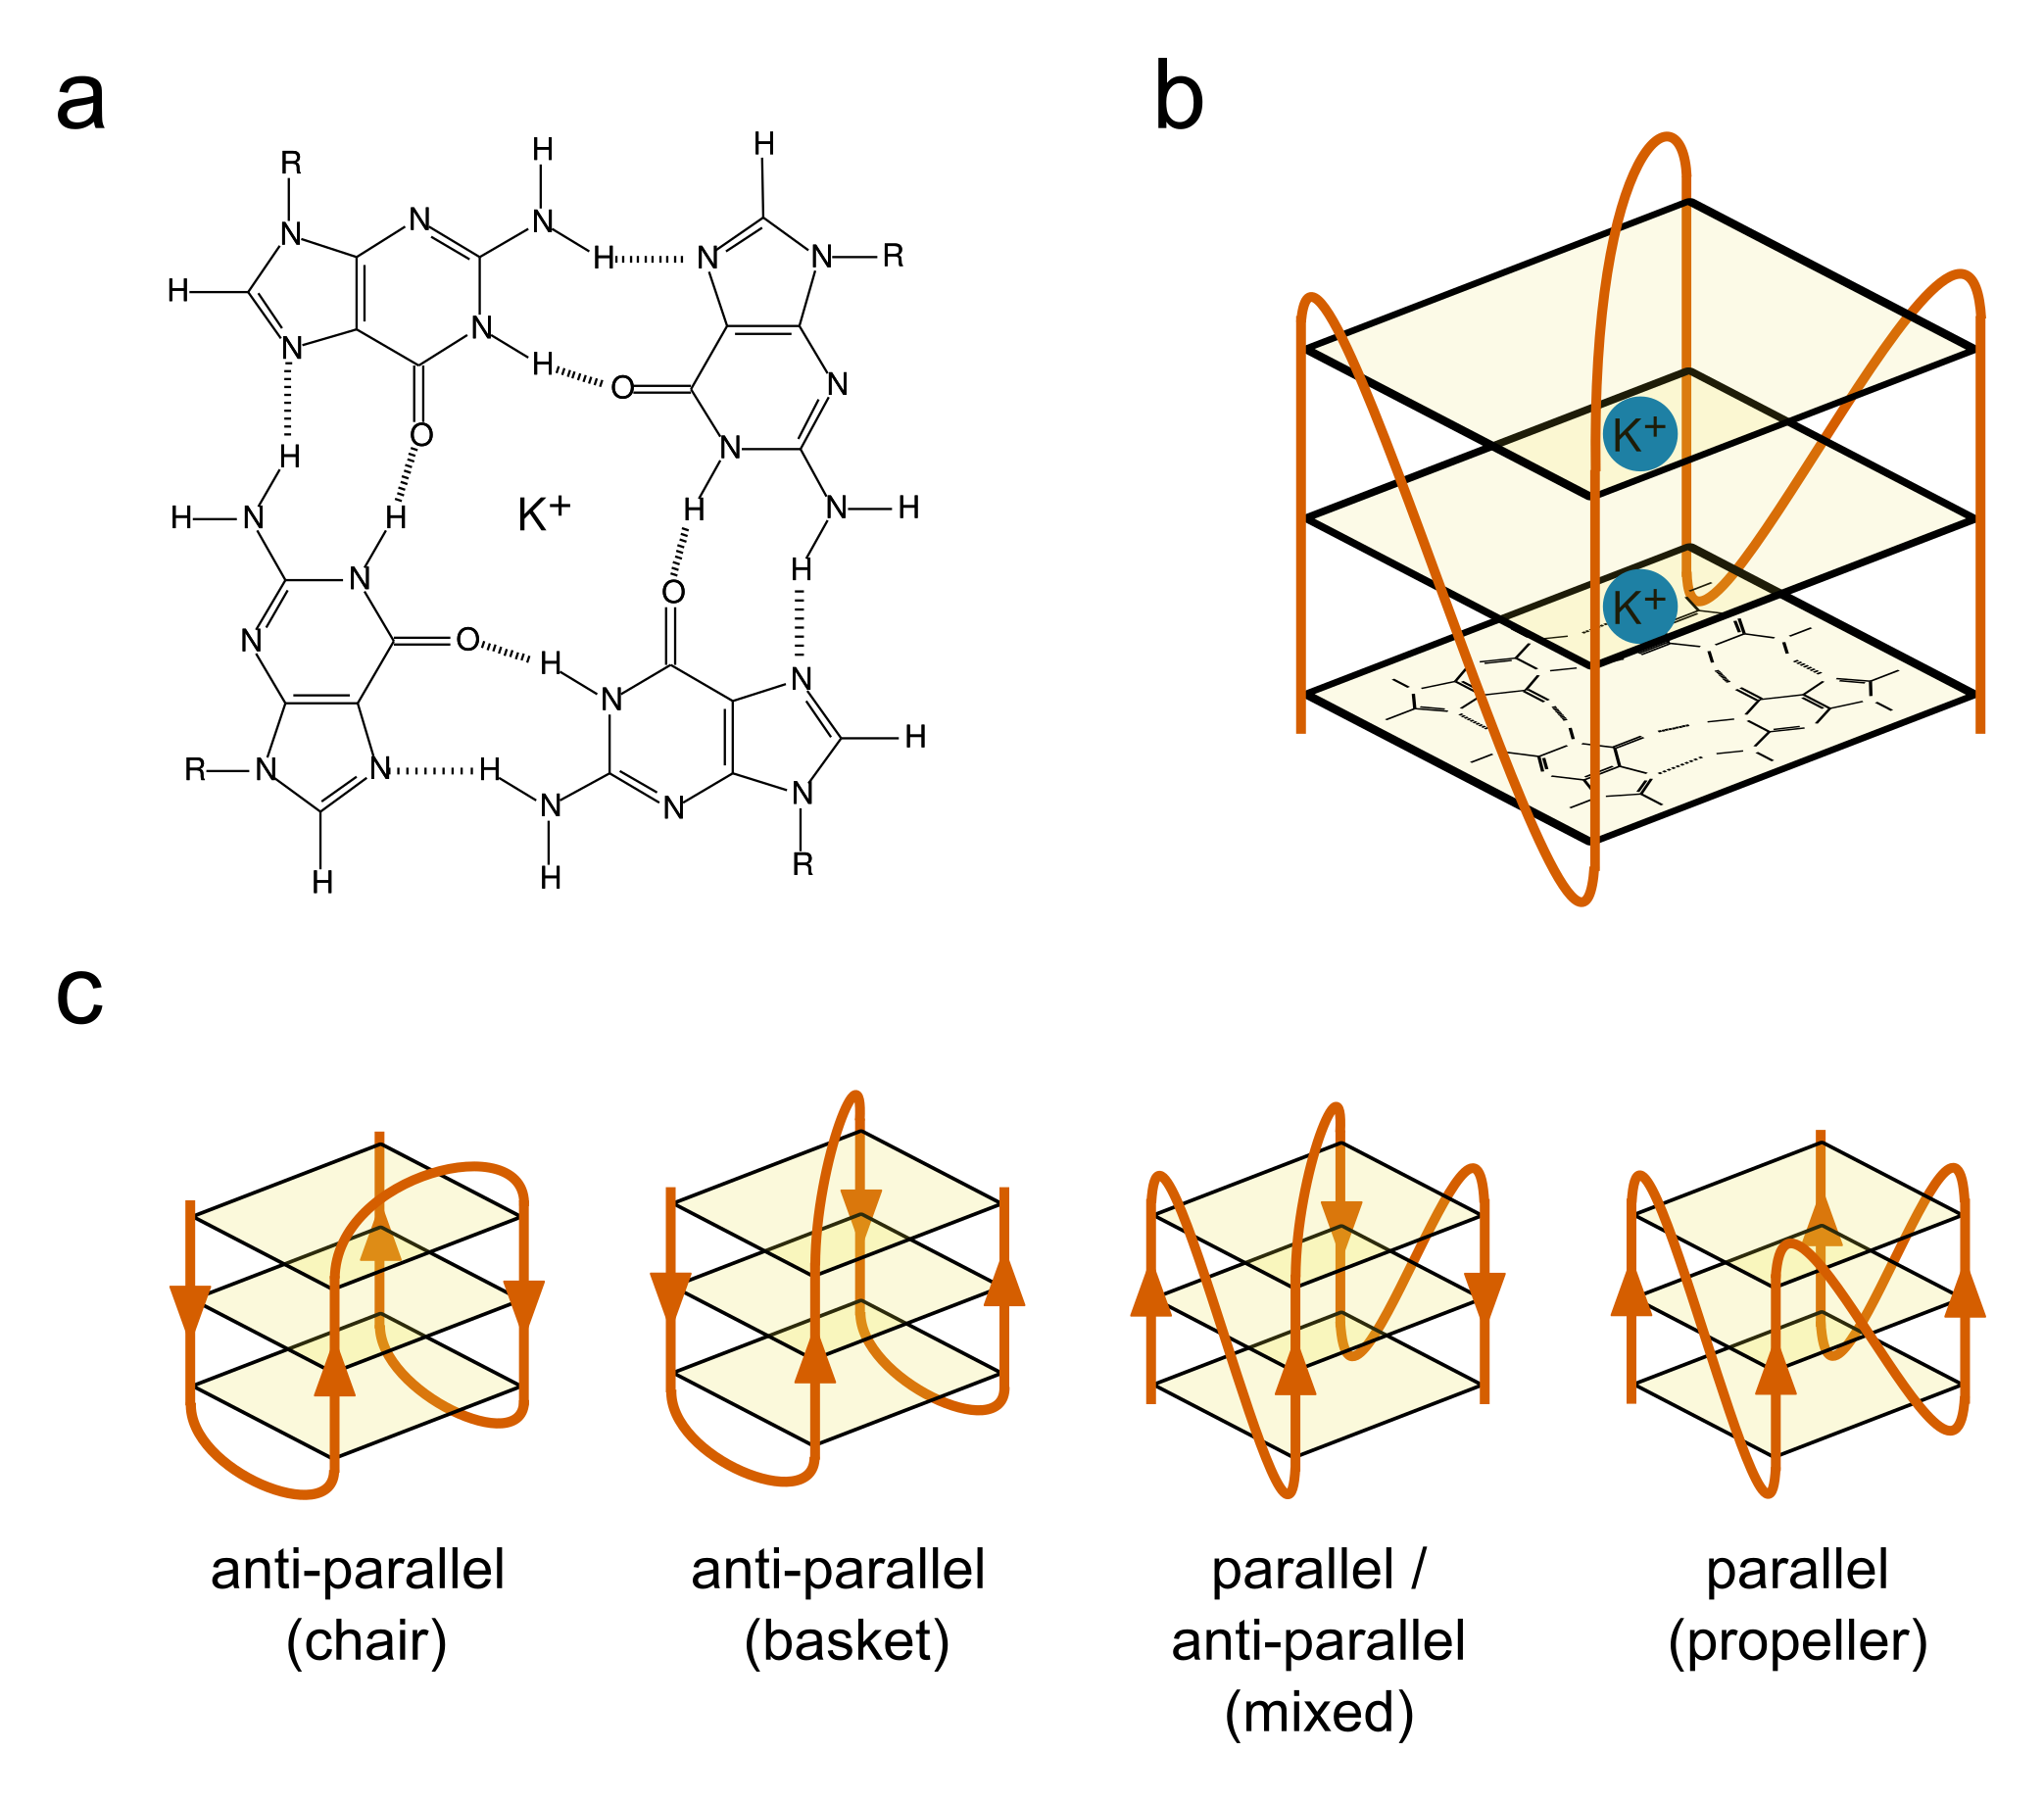 a
b
H
R
H
N
N
N
H
N
N
R
H
N
N
H
O
N
O
H
N
H
H
N
H
K+
H
N
H
N
O
H
N
O
H
N
N
H
R
N
N
H
N
N
N
H
R
H
H
K+
K+
c
anti-parallel
(chair)
anti-parallel
(basket)
parallel /
anti-parallel
(mixed)
parallel
(propeller)